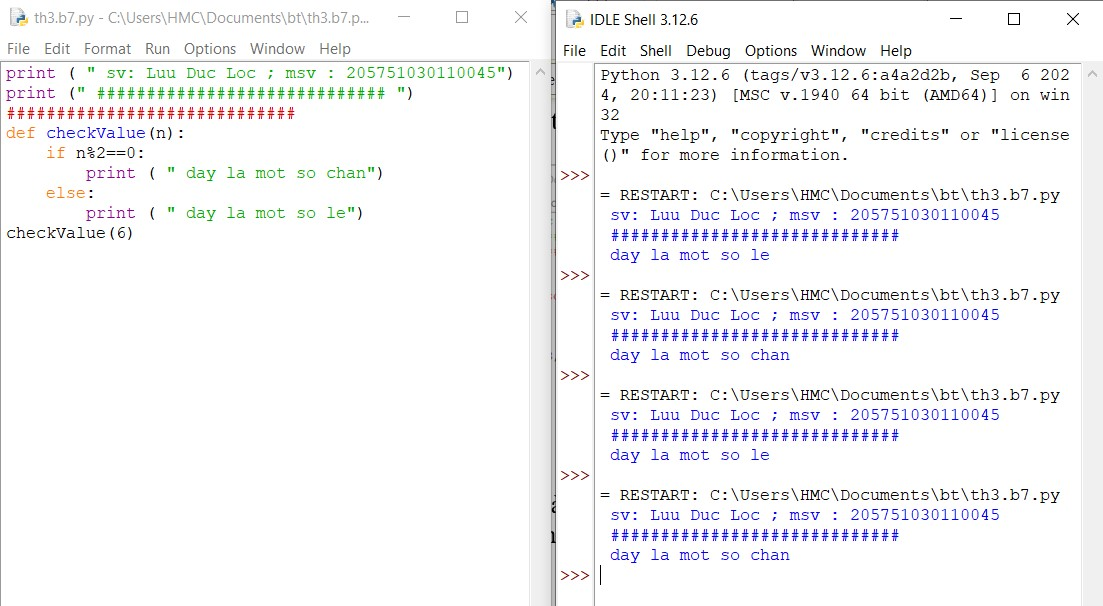 th3.b7.py - C:\Users\HMC\Documents\bt\th3.b7.p...
File Edit Format Run Options Window Help
print ( " sv: Luu Duc Loc ; msv : 205751030110045")
print (" ############################# ")
#############################
def checkValue(n):
    if n%2==0:
        print ( " day la mot so chan")
    else:
        print ( " day la mot so le")
checkValue(6)
IDLE Shell 3.12.6
File Edit Shell Debug Options Window Help
Python 3.12.6 (tags/v3.12.6:a4a2d2b, Sep  6 202
4, 20:11:23) [MSC v.1940 64 bit (AMD64)] on win
32
Type "help", "copyright", "credits" or "license
()" for more information.
>>>
= RESTART: C:\Users\HMC\Documents\bt\th3.b7.py
 sv: Luu Duc Loc ; msv : 205751030110045
 #############################
 day la mot so le
>>>
= RESTART: C:\Users\HMC\Documents\bt\th3.b7.py
 sv: Luu Duc Loc ; msv : 205751030110045
 #############################
 day la mot so chan
>>>
= RESTART: C:\Users\HMC\Documents\bt\th3.b7.py
 sv: Luu Duc Loc ; msv : 205751030110045
 #############################
 day la mot so le
>>>
= RESTART: C:\Users\HMC\Documents\bt\th3.b7.py
 sv: Luu Duc Loc ; msv : 205751030110045
 #############################
 day la mot so chan
>>>